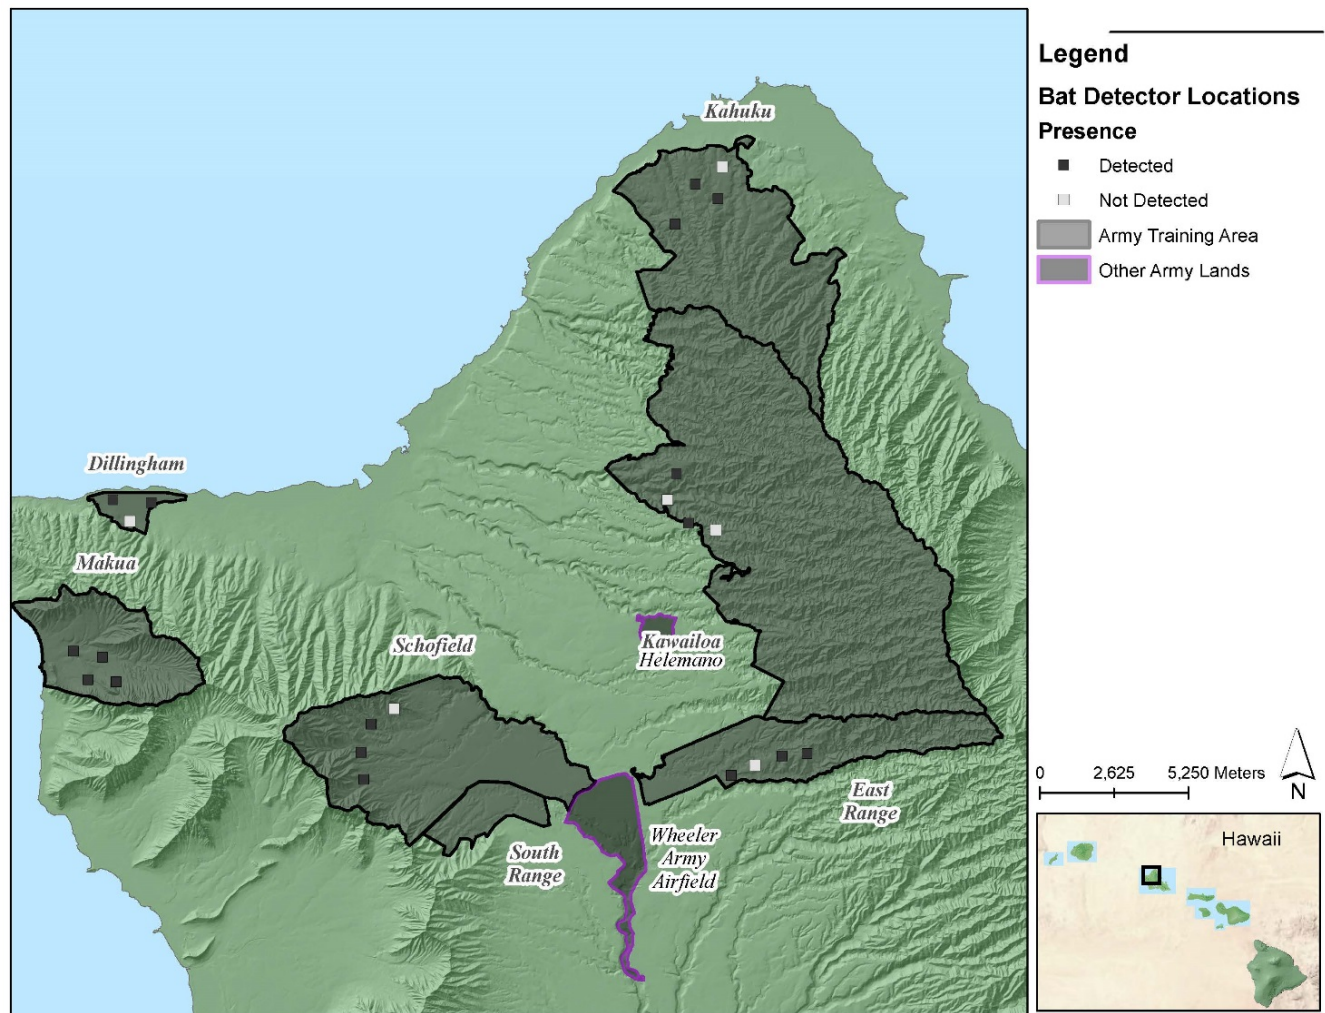 Kahuku
Dillingham
Makua
Schofield
Kawailoa
Helemano
East
Range
South
Range
Wheeler
Army
Airfield
Legend
Bat Detector Locations
Presence
Detected
Not Detected
Army Training Area
Other Army Lands
0 2,625 5,250 Meters
N
Hawaii